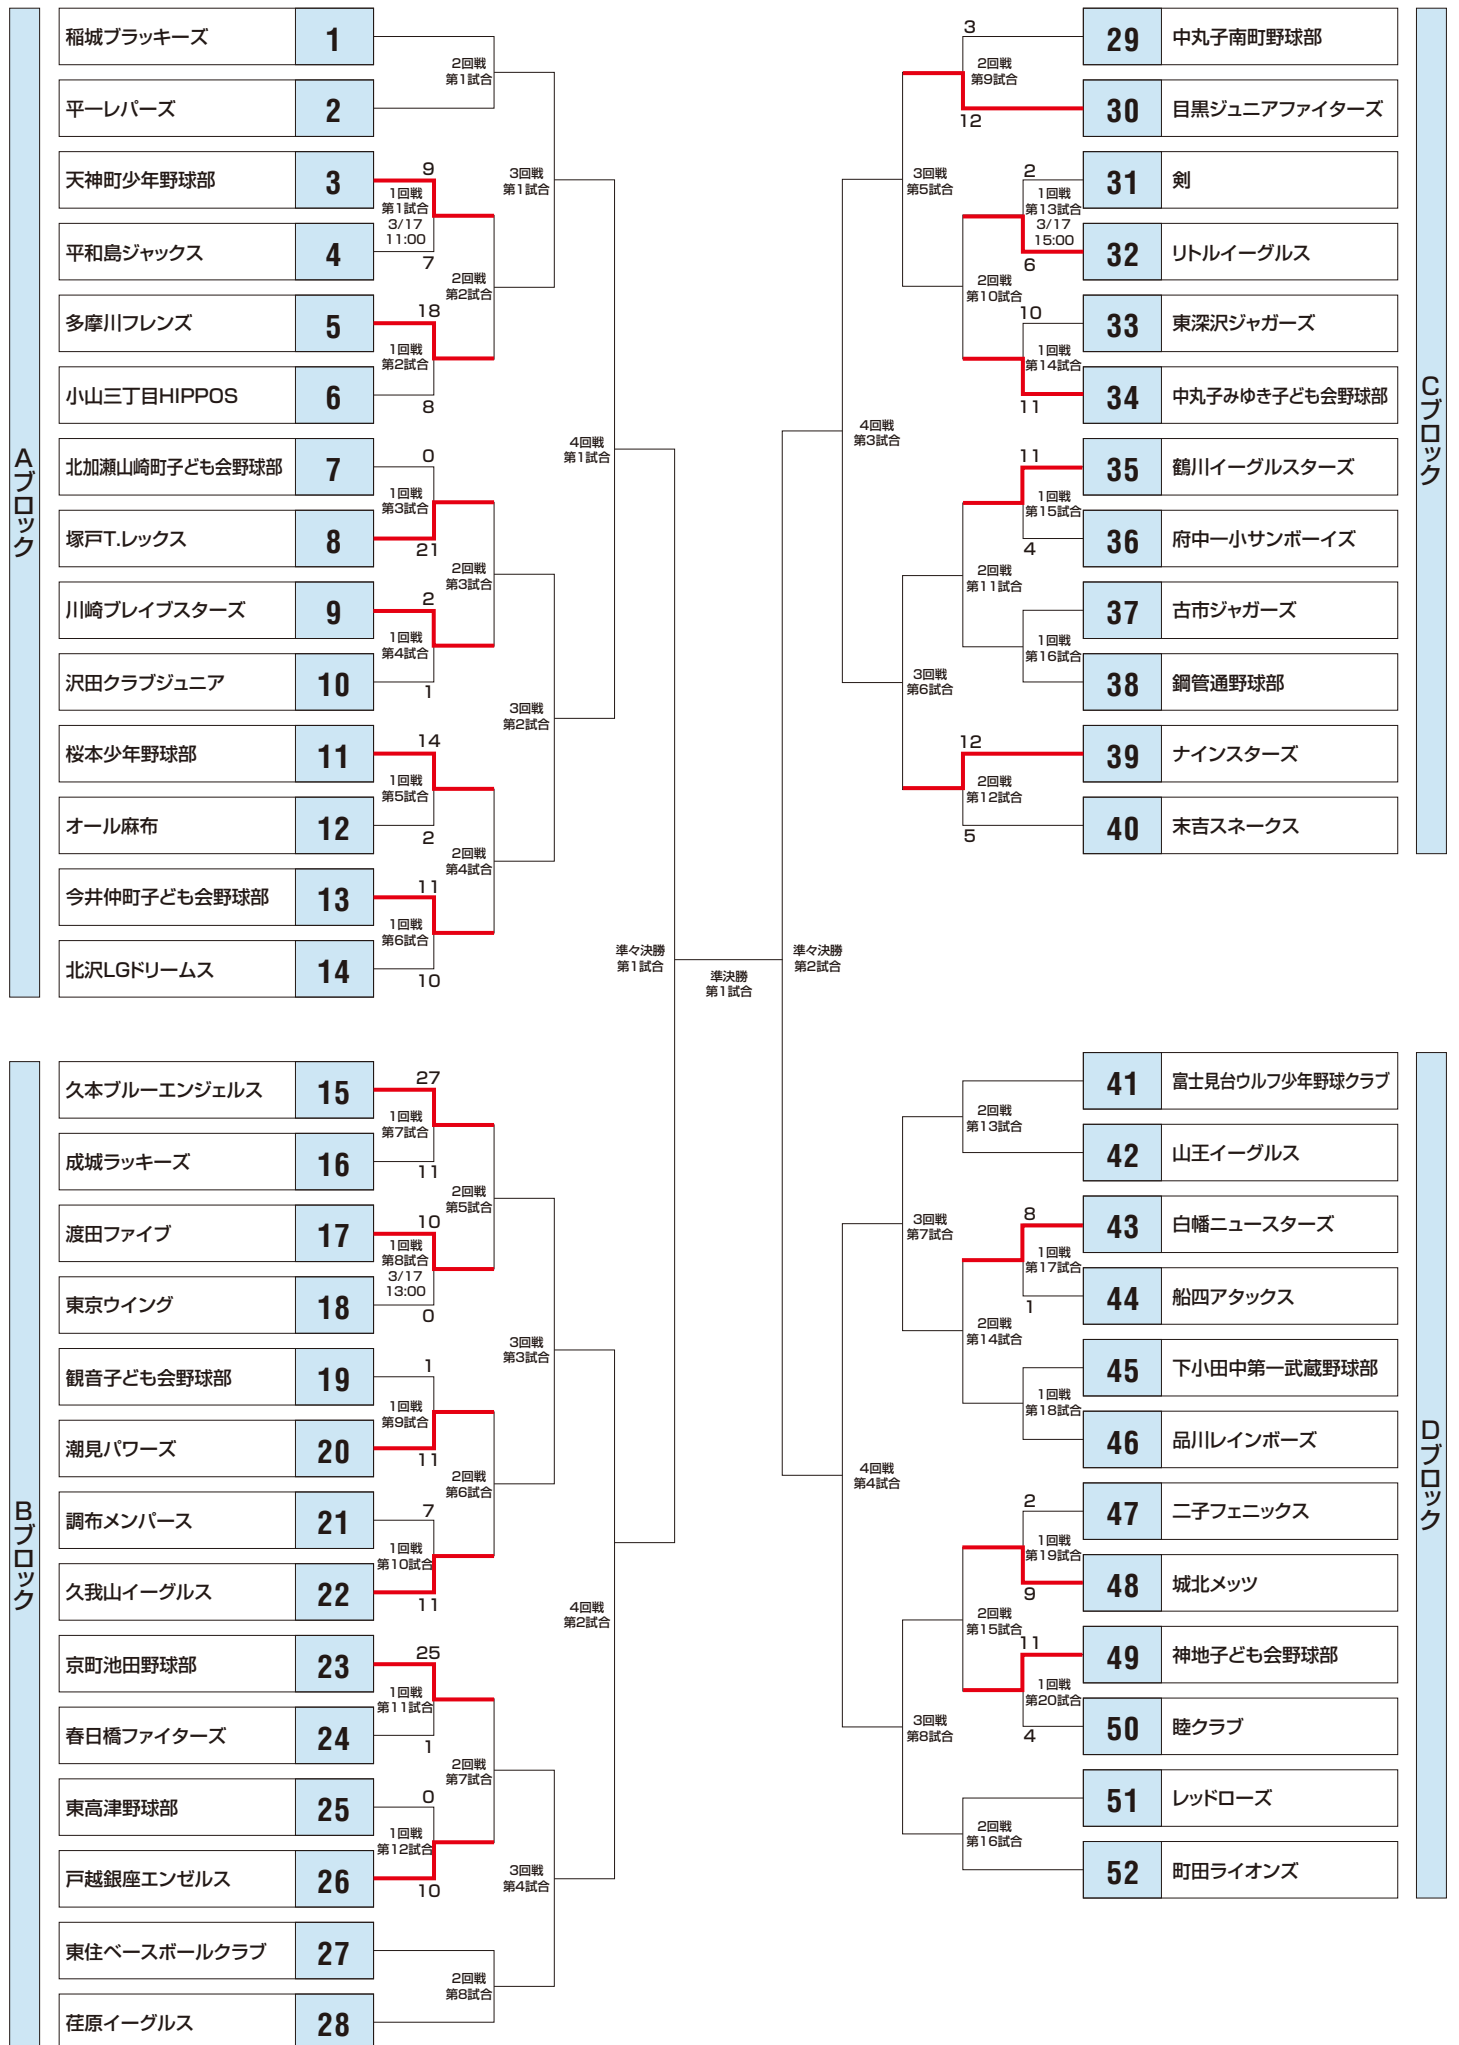 Aブロック
稲城ブラッキーズ 1
2回戦
第1試合
平一レパーズ 2
3回戦
第1試合
天神町少年野球部 3 9
1回戦
第1試合
3/17
11:00
平和島ジャックス 4 7
2回戦
第2試合
多摩川フレンズ 5 18
1回戦
第2試合
小山三丁目HIPPOS 6 8
4回戦
第1試合
北加瀬山崎町子ども会野球部 7 0
1回戦
第3試合
塚戸T.レックス 8 21
2回戦
第3試合
川崎ブレイブスターズ 9 2
1回戦
第4試合
沢田クラブジュニア 10 1
3回戦
第2試合
桜本少年野球部 11 14
1回戦
第5試合
オール麻布 12 2
2回戦
第4試合
今井仲町子ども会野球部 13 11
1回戦
第6試合
北沢LGドリームス 14 10
準々決勝
第1試合
準決勝
第1試合
準々決勝
第2試合
Bブロック
久本ブルーエンジェルス 15 27
1回戦
第7試合
成城ラッキーズ 16 11
2回戦
第5試合
渡田ファイブ 17 10
1回戦
第8試合
3/17
13:00
東京ウイング 18 0
3回戦
第3試合
観音子ども会野球部 19 1
1回戦
第9試合
潮見パワーズ 20 11
2回戦
第6試合
調布メンパース 21 7
1回戦
第10試合
久我山イーグルス 22 11
4回戦
第2試合
京町池田野球部 23 25
1回戦
第11試合
春日橋ファイターズ 24 1
2回戦
第7試合
東高津野球部 25 0
1回戦
第12試合
戸越銀座エンゼルス 26 10
3回戦
第4試合
東住ベースボールクラブ 27
2回戦
第8試合
荏原イーグルス 28
Cブロック
3 29 中丸子南町野球部
2回戦
第9試合
12 30 目黒ジュニアファイターズ
3回戦
第5試合
2 31 剣
1回戦
第13試合
3/17
15:00
6 32 リトルイーグルス
2回戦
第10試合
10 33 東深沢ジャガーズ
1回戦
第14試合
11 34 中丸子みゆき子ども会野球部
4回戦
第3試合
11 35 鶴川イーグルスターズ
1回戦
第15試合
4 36 府中一小サンボーイズ
2回戦
第11試合
37 古市ジャガーズ
1回戦
第16試合
38 鋼管通野球部
3回戦
第6試合
12 39 ナインスターズ
2回戦
第12試合
5 40 末吉スネークス
Dブロック
41 富士見台ウルフ少年野球クラブ
2回戦
第13試合
42 山王イーグルス
3回戦
第7試合
8 43 白幡ニュースターズ
1回戦
第17試合
1 44 船四アタックス
2回戦
第14試合
45 下小田中第一武蔵野球部
1回戦
第18試合
46 品川レインボーズ
4回戦
第4試合
2 47 二子フェニックス
1回戦
第19試合
9 48 城北メッツ
2回戦
第15試合
11 49 神地子ども会野球部
1回戦
第20試合
4 50 睦クラブ
3回戦
第8試合
51 レッドローズ
2回戦
第16試合
52 町田ライオンズ